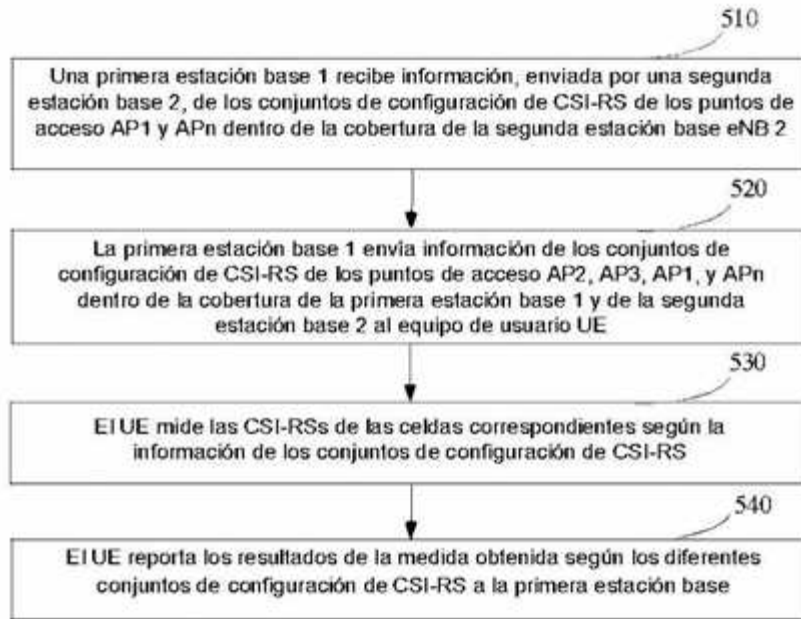 510
Una primera estación base 1 recibe información, enviada por una segunda
estación base 2, de los conjuntos de configuración de CSI-RS de los puntos de
acceso AP1 y APn dentro de la cobertura de la segunda estación base eNB 2
520
La primera estación base 1 envía información de los conjuntos de
configuración de CSI-RS de los puntos de acceso AP2, AP3, AP1, y APn
dentro de la cobertura de la primera estación base 1 y de la segunda
estación base 2 al equipo de usuario UE
530
El UE mide las CSI-RSs de las celdas correspondientes según la
información de los conjuntos de configuración de CSI-RS
540
El UE reporta los resultados de la medida obtenida según los diferentes
conjuntos de configuración de CSI-RS a la primera estación base